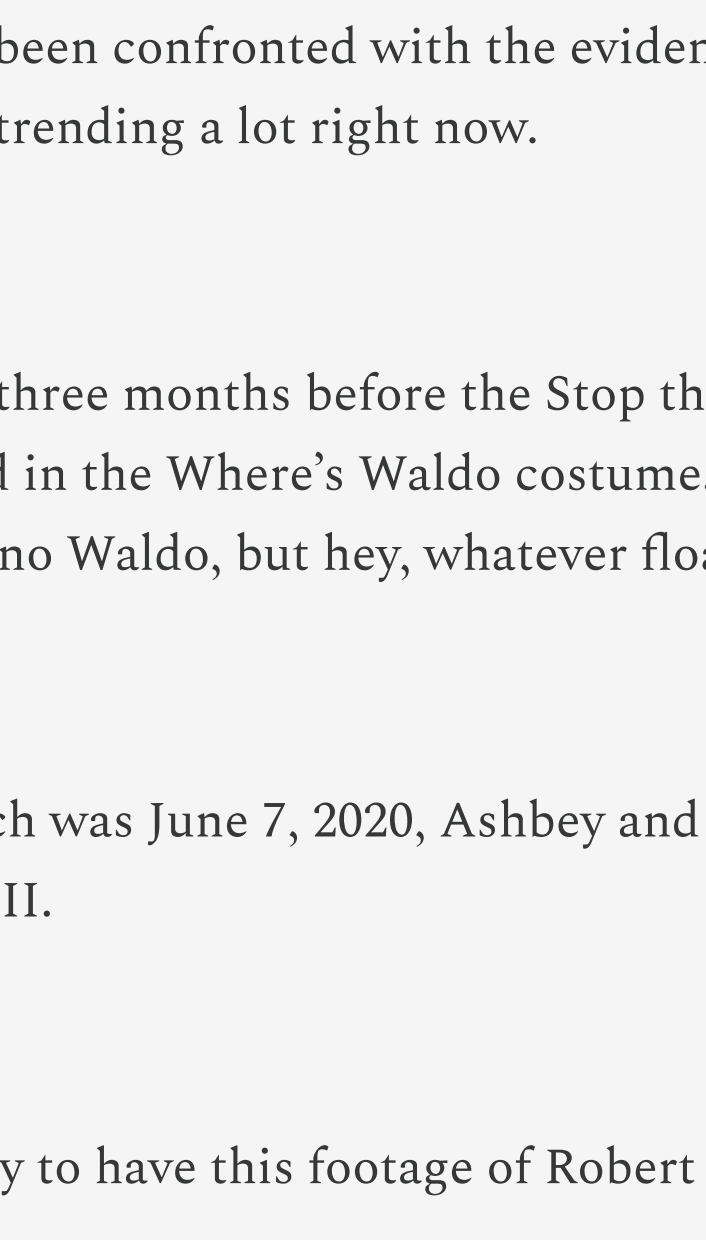 been confronted with the eviden
trending a lot right now.
three months before the Stop th
d in the Where’s Waldo costume.
no Waldo, but hey, whatever floa
ch was June 7, 2020, Ashbey and
II.
y to have this footage of Robert